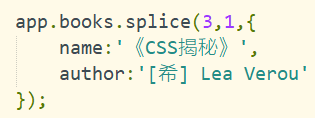 app.books.splice(3,1,{
    name:'《CSS揭秘》',
    author:'[希] Lea Verou'
});